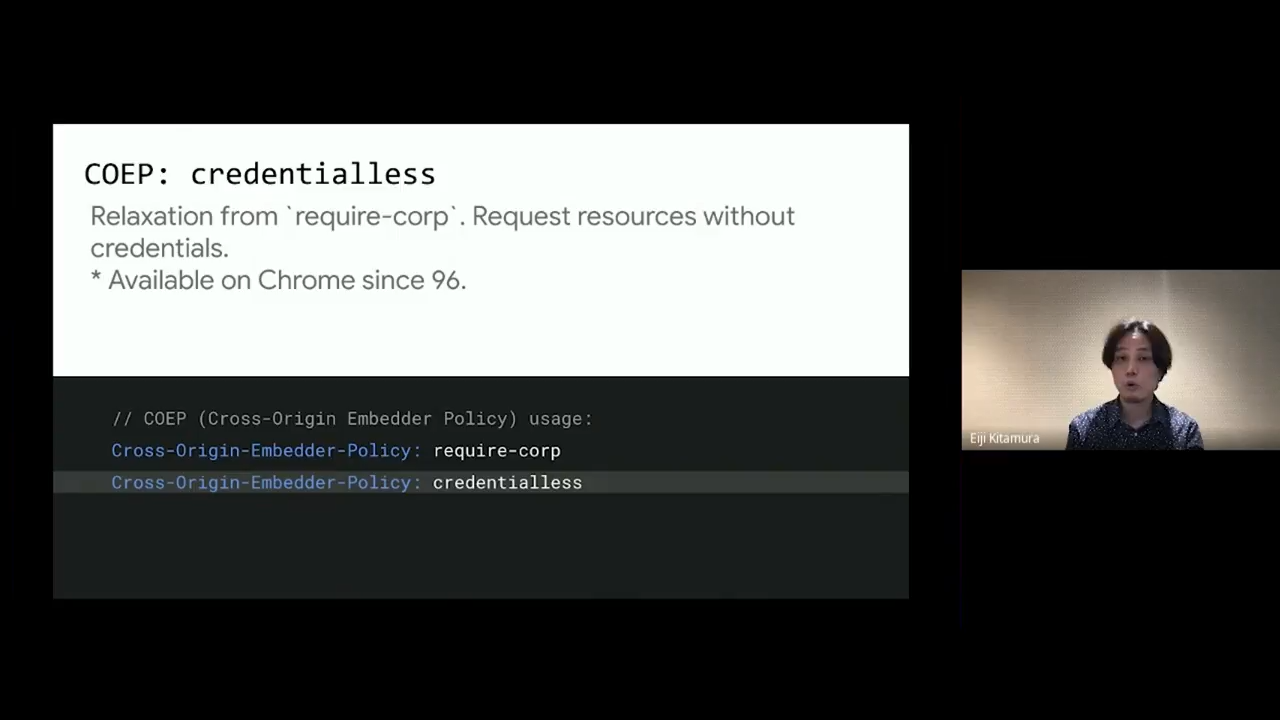 COEP: credentialless
Relaxation from `require-corp`. Request resources without
credentials.
* Available on Chrome since 96.
// COEP (Cross-Origin Embedder Policy) usage:
Cross-Origin-Embedder-Policy: require-corp
Cross-Origin-Embedder-Policy: credentialless
Eiji Kitamura